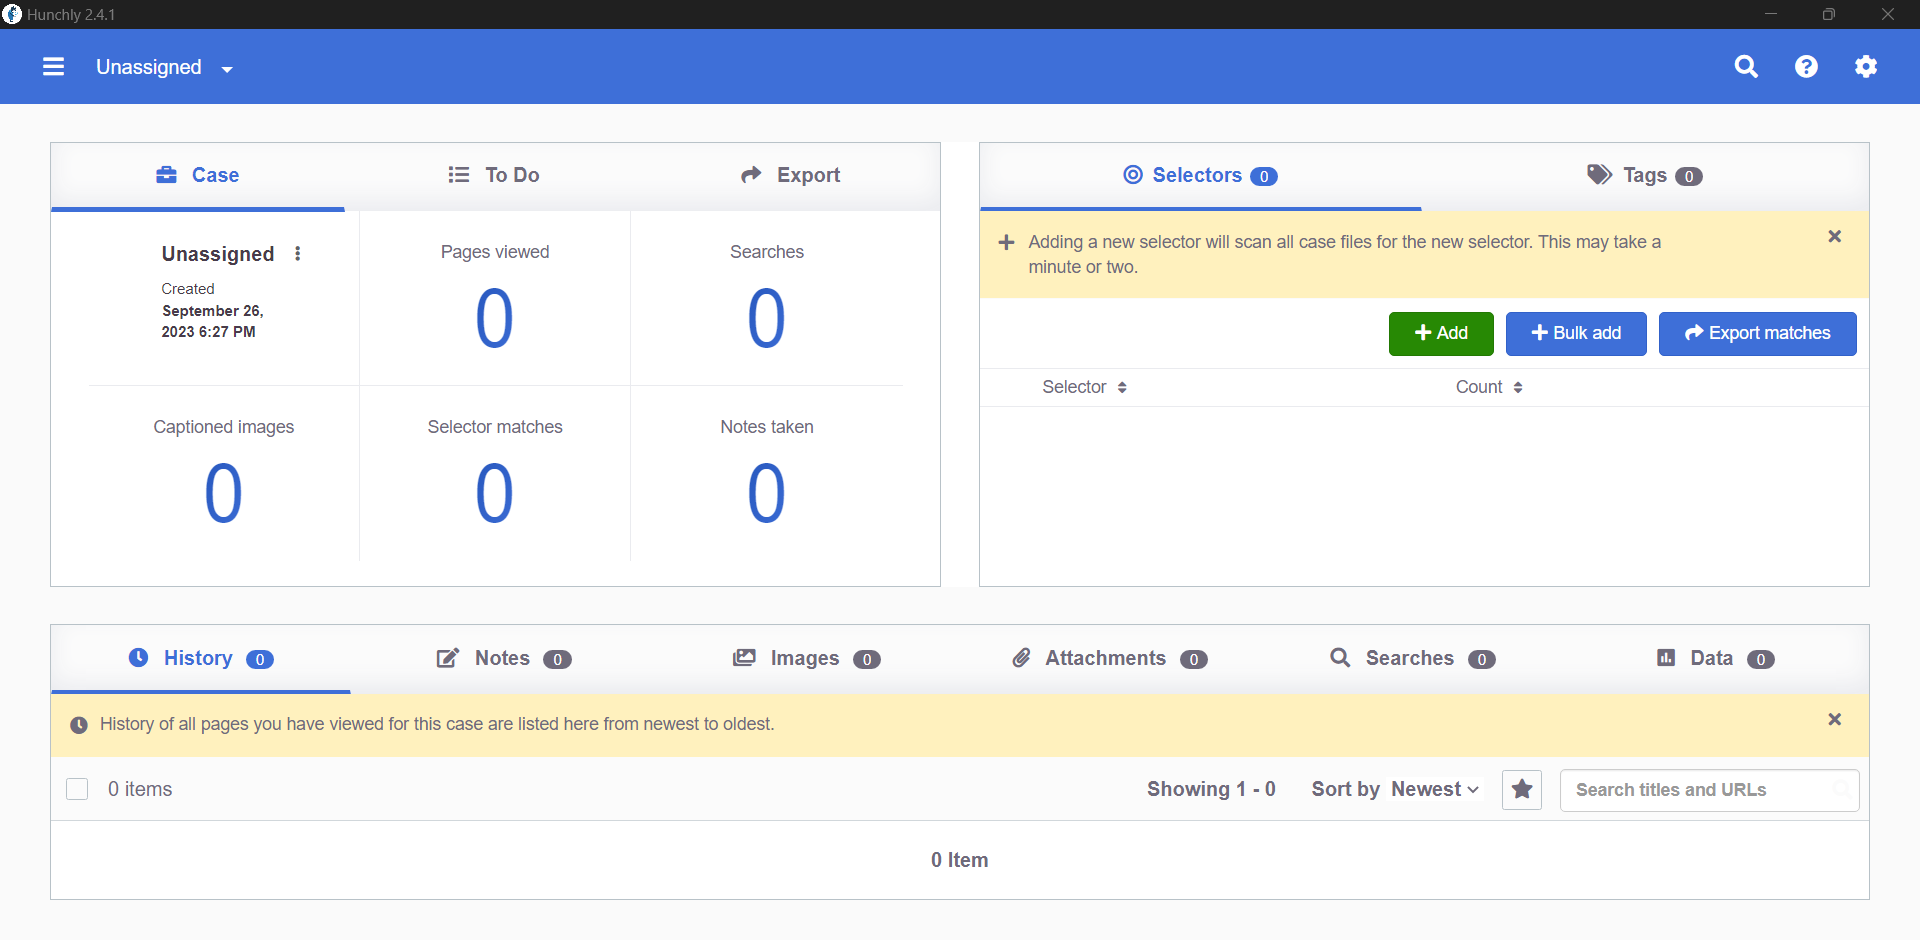 Hunchly 2.4.1
Unassigned
Case
To Do
Export
Unassigned
Created
September 26,
2023 6:27 PM
Pages viewed
0
Searches
0
Captioned images
0
Selector matches
0
Notes taken
0
Selectors 0
Tags 0
Adding a new selector will scan all case files for the new selector. This may take a
minute or two.
Add
Bulk add
Export matches
Selector
Count
History 0
Notes 0
Images 0
Attachments 0
Searches 0
Data 0
History of all pages you have viewed for this case are listed here from newest to oldest.
0 items
Showing 1 - 0
Sort by Newest
Search titles and URLs
0 Item